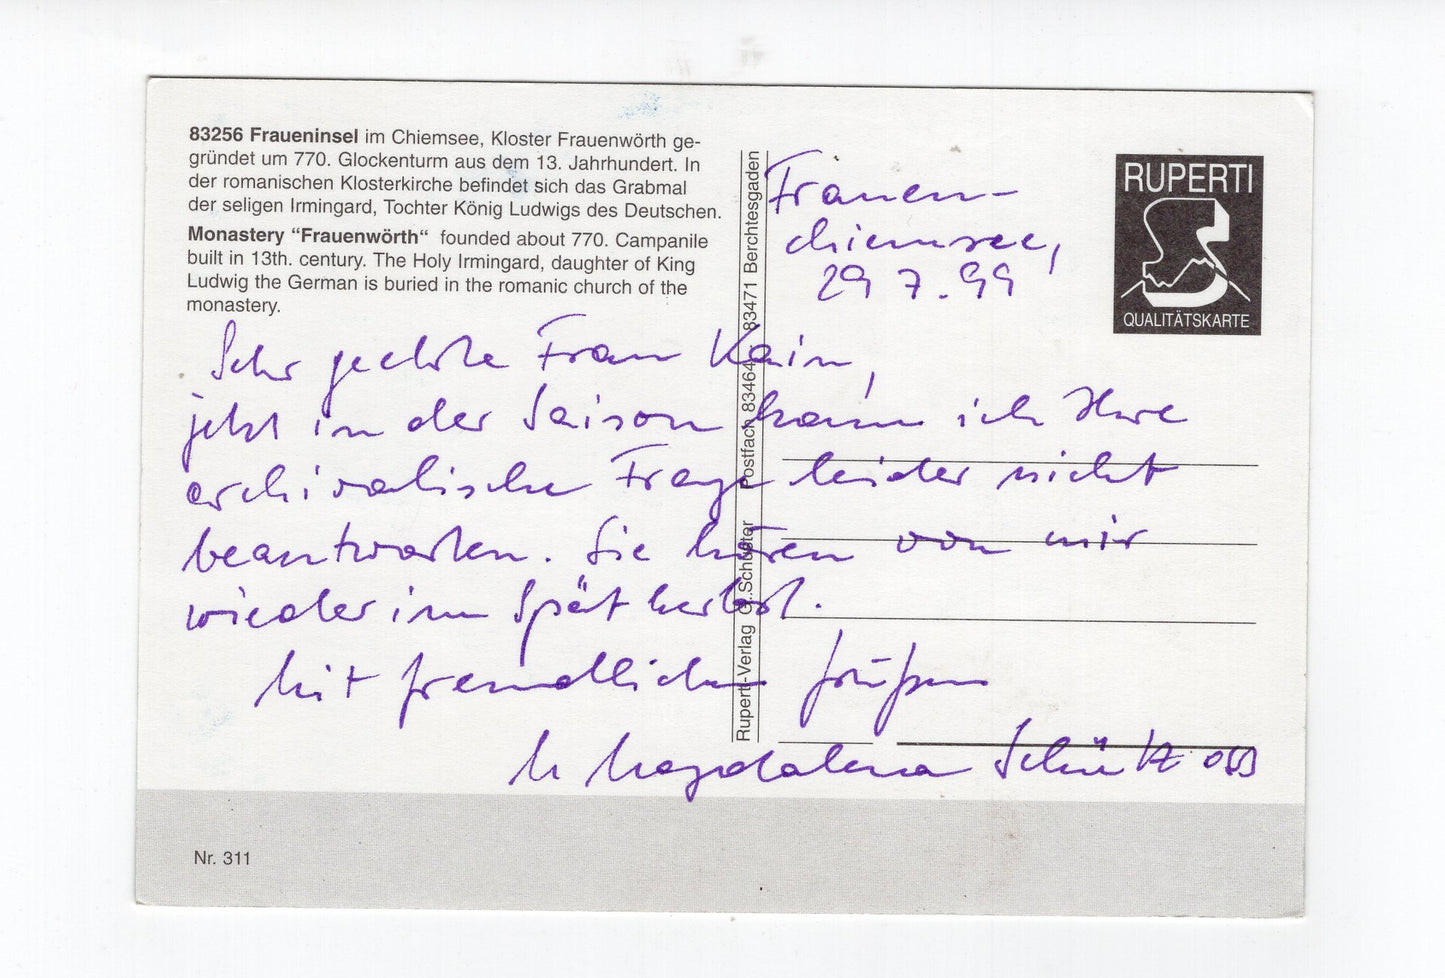 83256 Fraueninsel im Chiemsee, Kloster Frauenwörth ge-
gründet um 770. Glockenturm aus dem 13. Jahrhundert. In
der romanischen Klosterkirche befindet sich das Grabmal
der seligen Irmingard, Tochter König Ludwigs des Deutschen.
Monastery “Frauenwörth“ founded about 770. Campanile
built in 13th. century. The Holy Irmingard, daughter of King
Ludwig the German is buried in the romanic church of the
monastery.
Ruperti-Verlag G. Schuster Postfach 83464 83471 Berchtesgaden
RUPERTI
QUALITÄTSKARTE
Frauen-
chiemsee,
29 7. 99
Sehr geehrte Frau Kain,
jetzt in der Saison kann ich Ihre
archivalische Frage leider nicht
beantworten. Sie hören von mir
wieder im Spätherbst.
Mit freundlichen Grüßen
M Magdalena Schütz OSB
Nr. 311